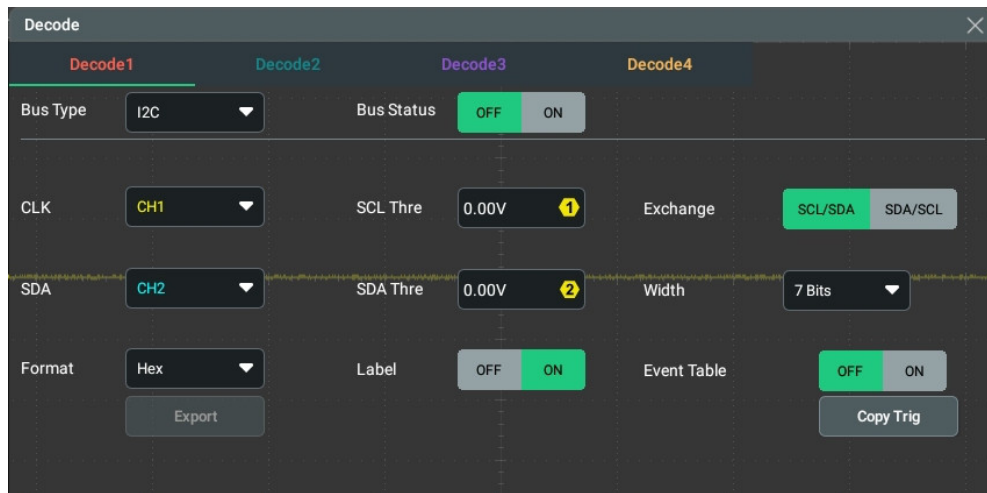 Decode
Decode1 Decode2 Decode3 Decode4
Bus Type I2C Bus Status OFF ON
CLK CH1 SCL Thre 0.00V 1 Exchange SCL/SDA SDA/SCL
SDA CH2 SDA Thre 0.00V 2 Width 7 Bits
Format Hex Label OFF ON Event Table OFF ON
Export Copy Trig